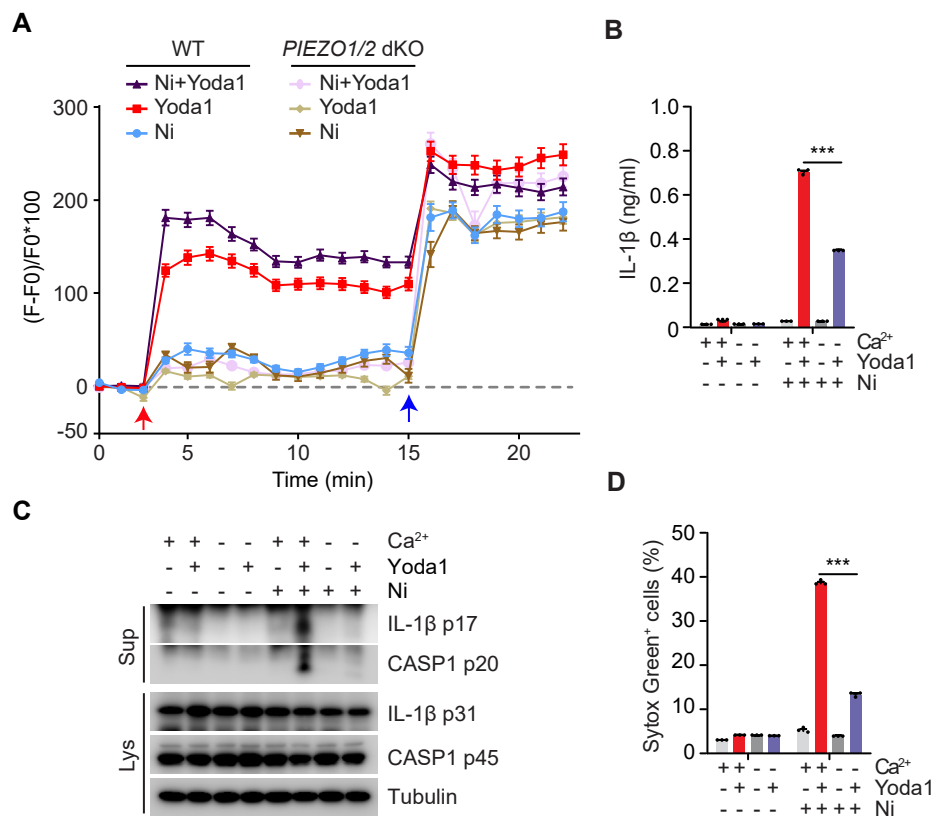 A
WT PIEZO1/2 dKO
Ni+Yoda1 Ni+Yoda1
Yoda1 Yoda1
Ni Ni
(F-F0)/F0*100
300
200
100
0
-50
0 5 10 15 20
Time (min)
B
IL-1β (ng/ml)
1.0
0.8
0.6
0.4
0.2
0
***
+ + - - + + - - Ca²⁺
- + - + - + - + Yoda1
- - - - + + + + Ni
C
+ + - - + + - - Ca²⁺
- + - + - + - + Yoda1
- - - - + + + + Ni
Sup
IL-1β p17
CASP1 p20
Lys
IL-1β p31
CASP1 p45
Tubulin
D
Sytox Green⁺ cells (%)
50
40
30
20
10
0
***
+ + - - + + - - Ca²⁺
- + - + - + - + Yoda1
- - - - + + + + Ni